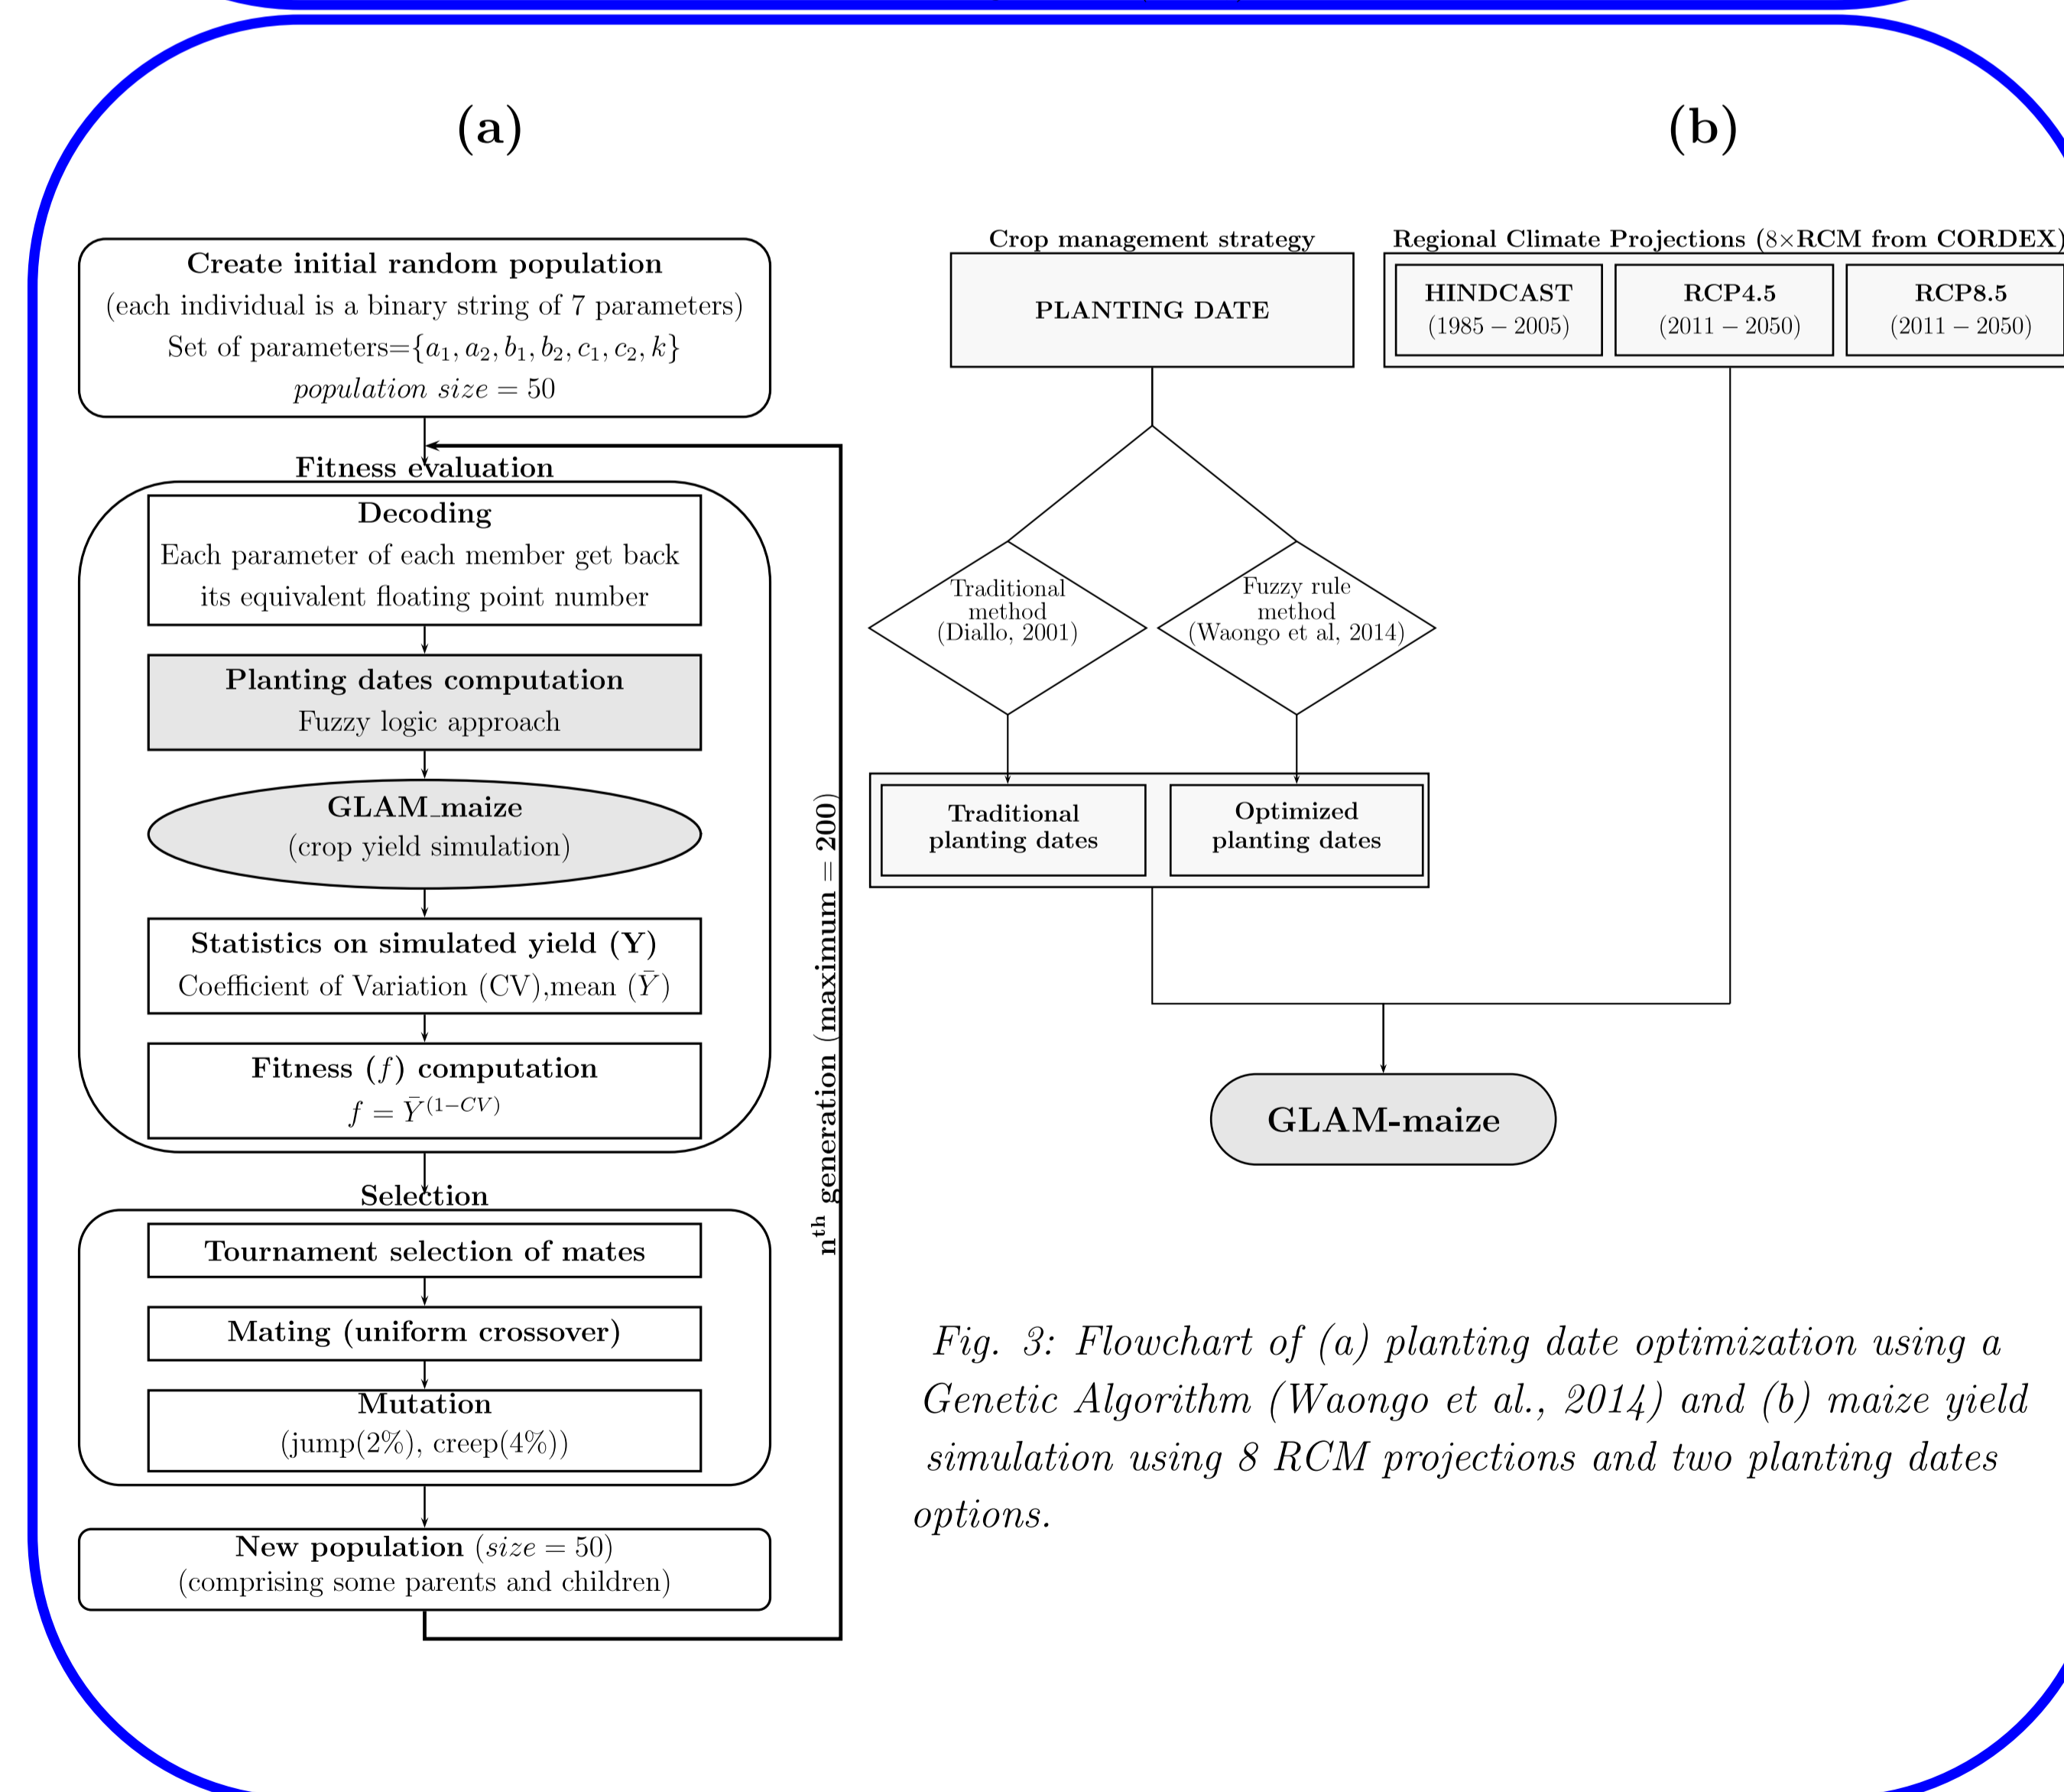 (a)
Create initial random population
(each individual is a binary string of 7 parameters)
Set of parameters={a₁, a₂, b₁, b₂, c₁, c₂, k}
population size = 50
Fitness evaluation
Decoding
Each parameter of each member get back
its equivalent floating point number
Planting dates computation
Fuzzy logic approach
GLAM_maize
(crop yield simulation)
Statistics on simulated yield (Y)
Coefficient of Variation (CV),mean (Ȳ)
Fitness (f) computation
f = Ȳ^(1−CV)
Selection
Tournament selection of mates
Mating (uniform crossover)
Mutation
(jump(2%), creep(4%))
New population (size = 50)
(comprising some parents and children)
nᵗʰ generation (maximum = 200)
(b)
Crop management strategy
PLANTING DATE
Regional Climate Projections (8×RCM from CORDEX)
HINDCAST
(1985 − 2005)
RCP4.5
(2011 − 2050)
RCP8.5
(2011 − 2050)
Traditional
method
(Diallo, 2001)
Fuzzy rule
method
(Waongo et al, 2014)
Traditional
planting dates
Optimized
planting dates
GLAM-maize
Fig. 3: Flowchart of (a) planting date optimization using a
Genetic Algorithm (Waongo et al., 2014) and (b) maize yield
simulation using 8 RCM projections and two planting dates
options.